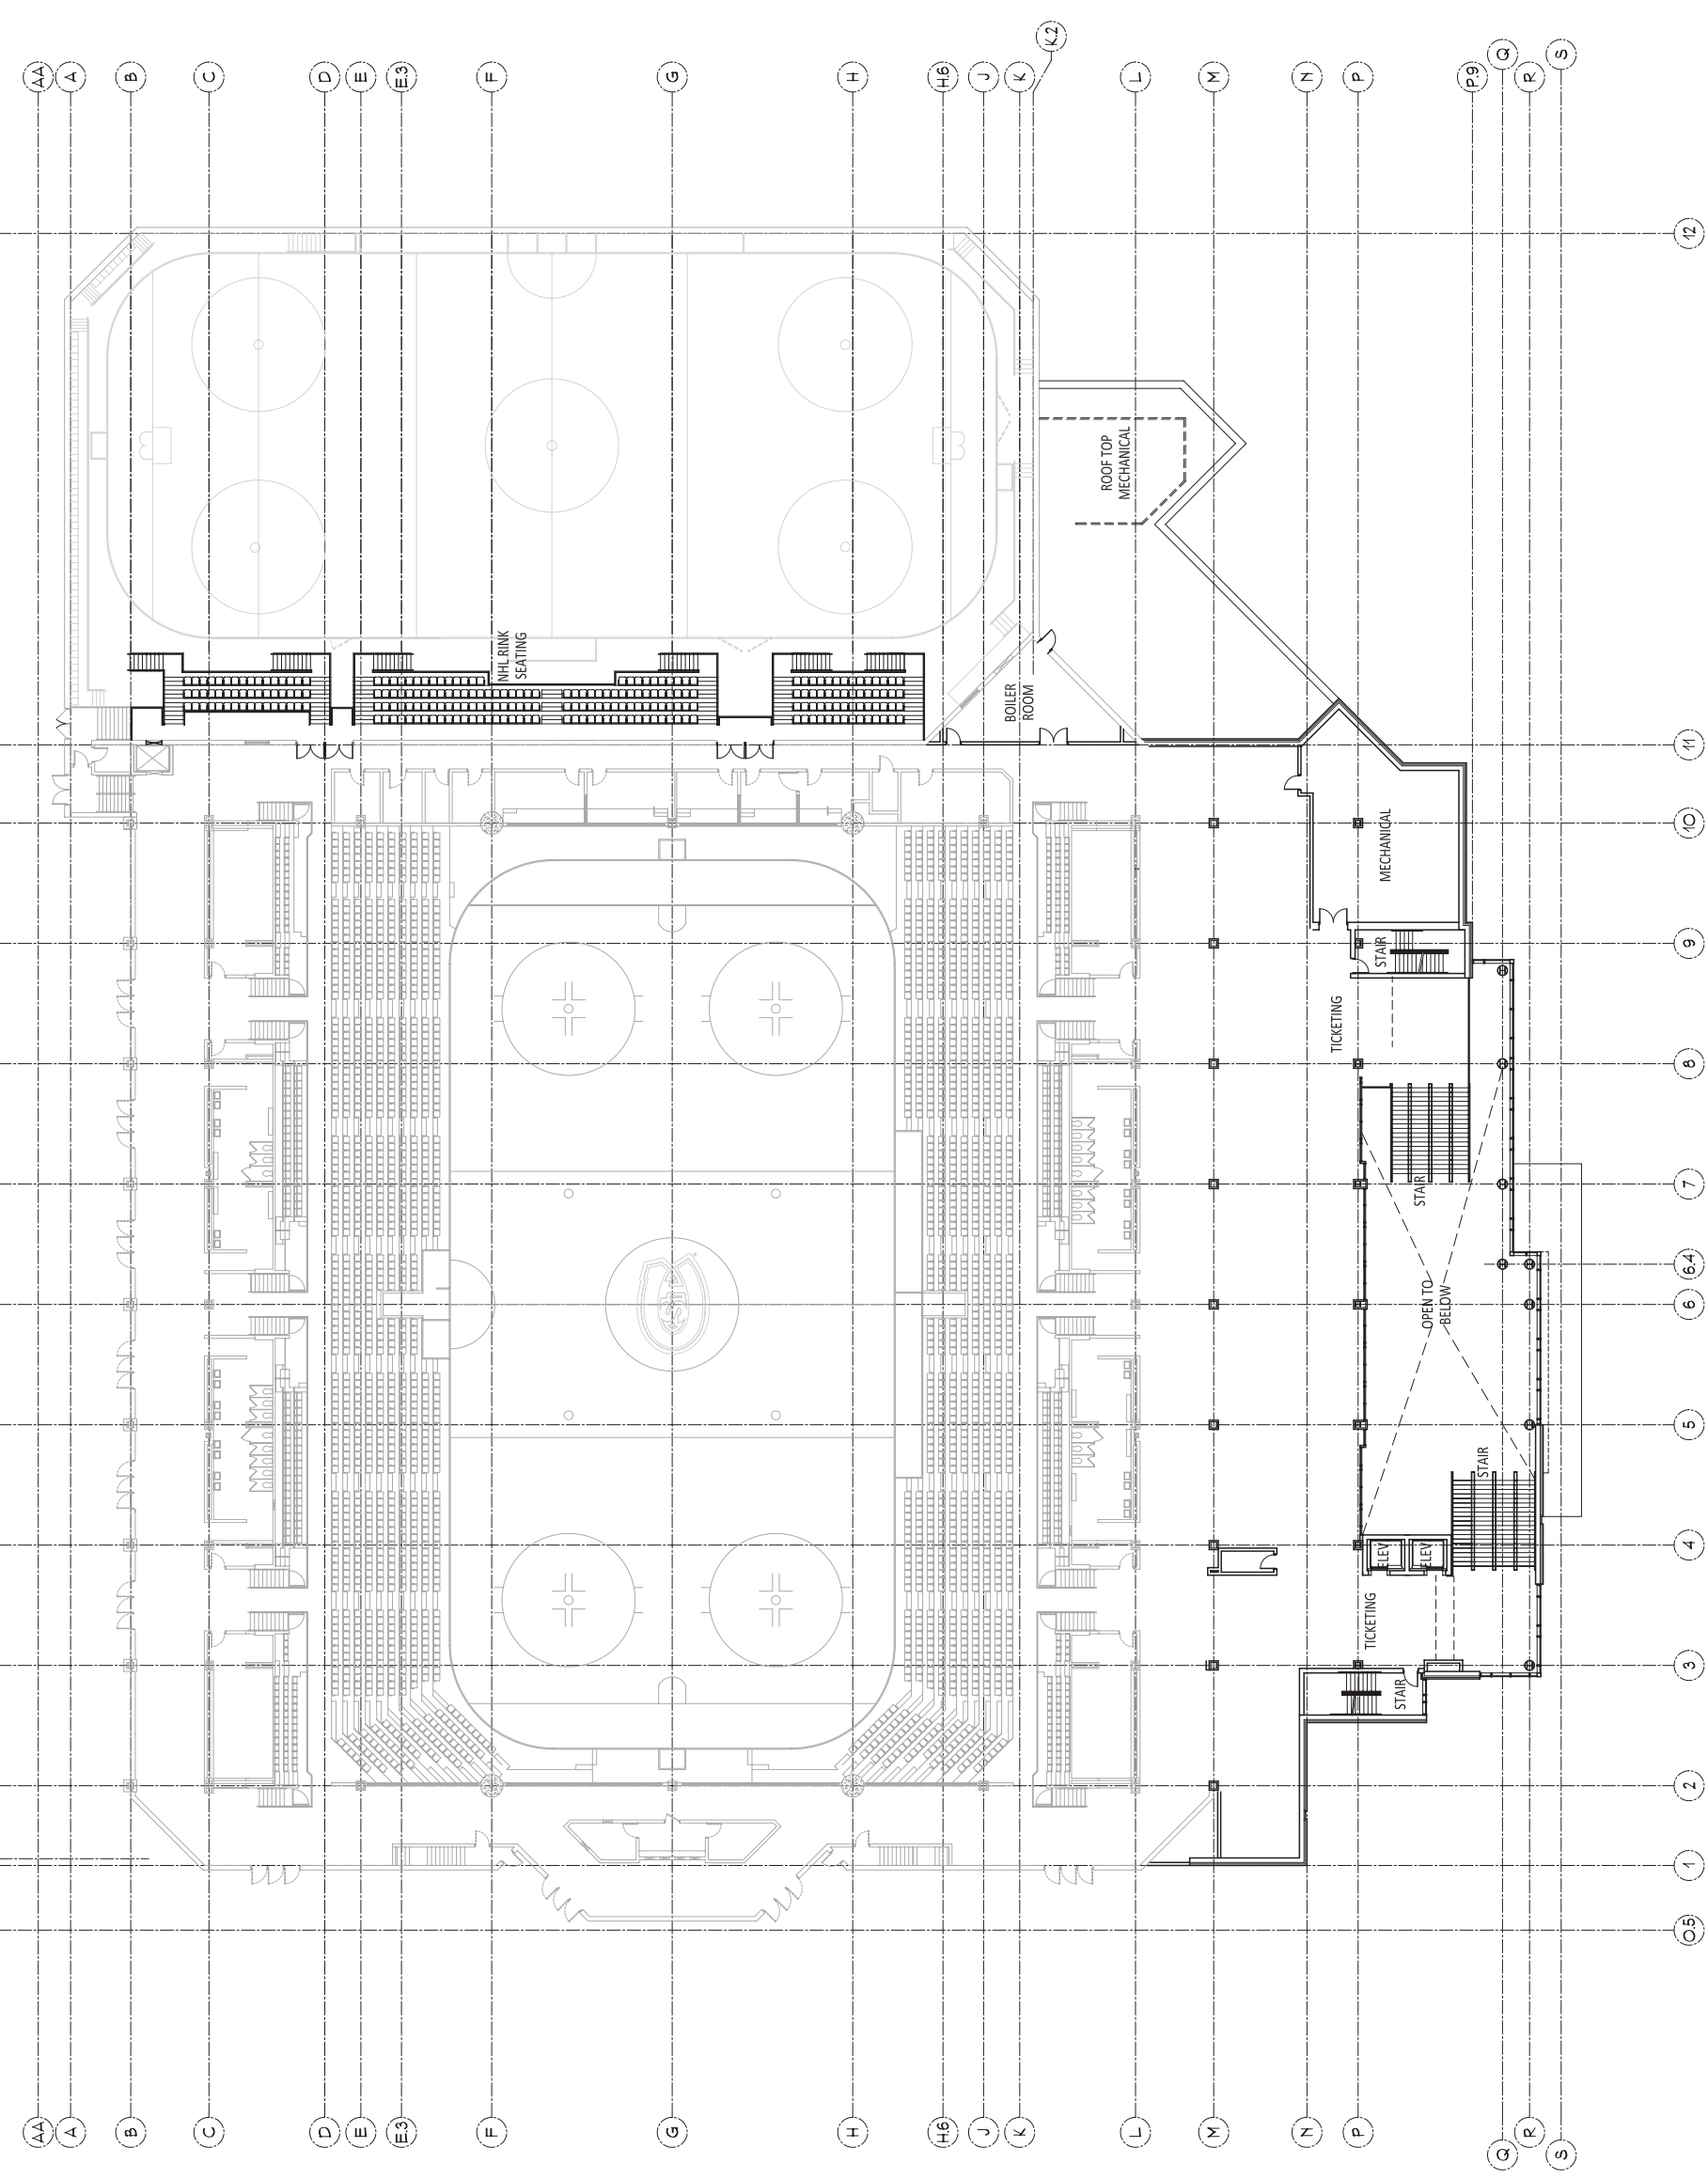 AA
A
B
C
D
E
E.3
F
G
H
H.6
J
K
K.2
L
M
N
P
P.9
Q
R
S
12
ROOF TOP
MECHANICAL
NHL RINK
SEATING
BOILER
ROOM
11
10
MECHANICAL
9
STAIR
TICKETING
8
7
STAIR
6.4
6
OPEN TO
BELOW
5
STAIR
4
ELEV
ELEV
TICKETING
3
STAIR
2
1
0.5
AA
A
B
C
D
E
E.3
F
G
H
H.6
J
K
L
M
N
P
Q
R
S